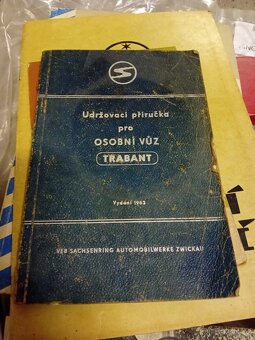 Udržovací příručka
pro
OSOBNÍ VŮZ
TRABANT
Vydání 1962
VEB SACHSENRING AUTOMOBILWERKE ZWICKAU